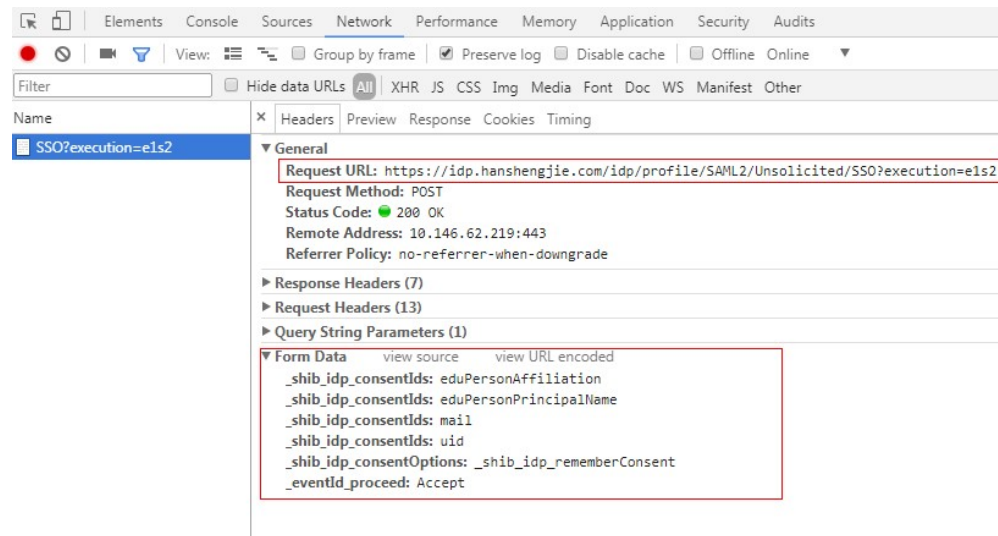 Elements Console Sources Network Performance Memory Application Security Audits
View: Group by frame Preserve log Disable cache Offline Online
Filter Hide data URLs All XHR JS CSS Img Media Font Doc WS Manifest Other
Name × Headers Preview Response Cookies Timing
SSO?execution=e1s2
General
Request URL: https://idp.hanshengjie.com/idp/profile/SAML2/Unsolicited/SSO?execution=e1s2
Request Method: POST
Status Code: 200 OK
Remote Address: 10.146.62.219:443
Referrer Policy: no-referrer-when-downgrade
Response Headers (7)
Request Headers (13)
Query String Parameters (1)
Form Data view source view URL encoded
_shib_idp_consentIds: eduPersonAffiliation
_shib_idp_consentIds: eduPersonPrincipalName
_shib_idp_consentIds: mail
_shib_idp_consentIds: uid
_shib_idp_consentOptions: _shib_idp_rememberConsent
_eventId_proceed: Accept